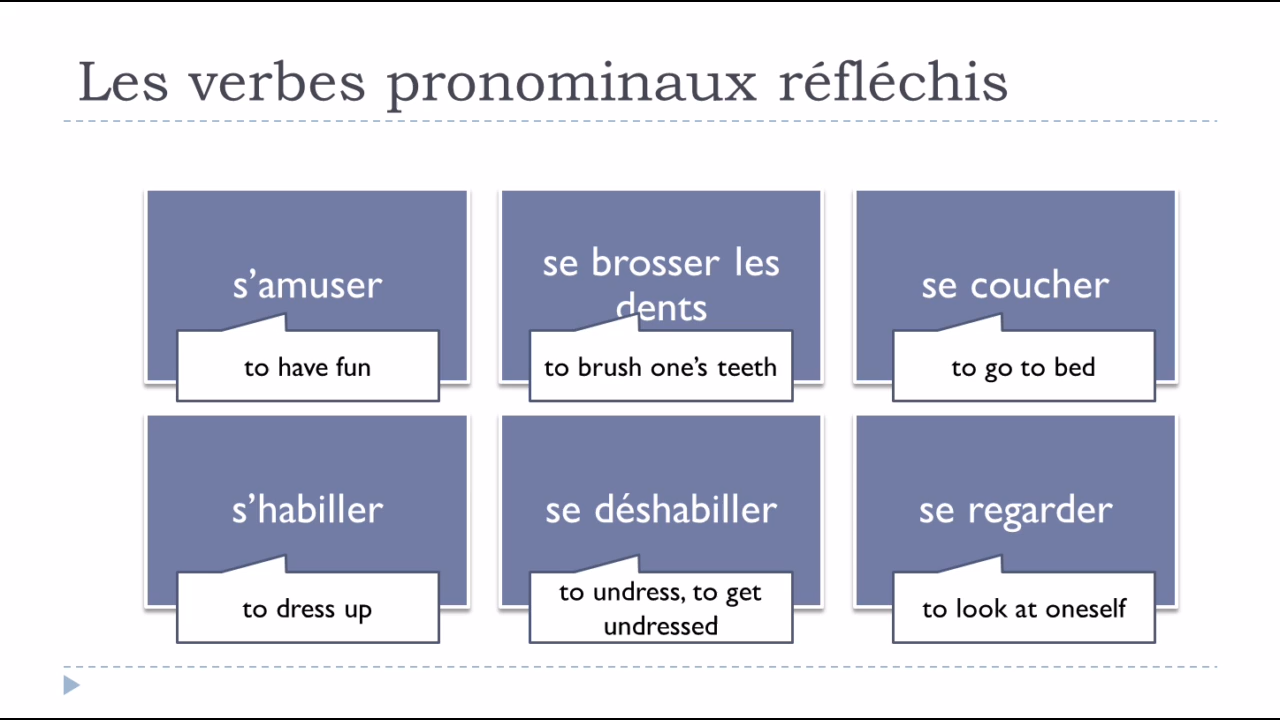 Les verbes pronominaux réfléchis
s’amuser
to have fun
se brosser les
dents
to brush one’s teeth
se coucher
to go to bed
s’habiller
to dress up
se déshabiller
to undress, to get
undressed
se regarder
to look at oneself